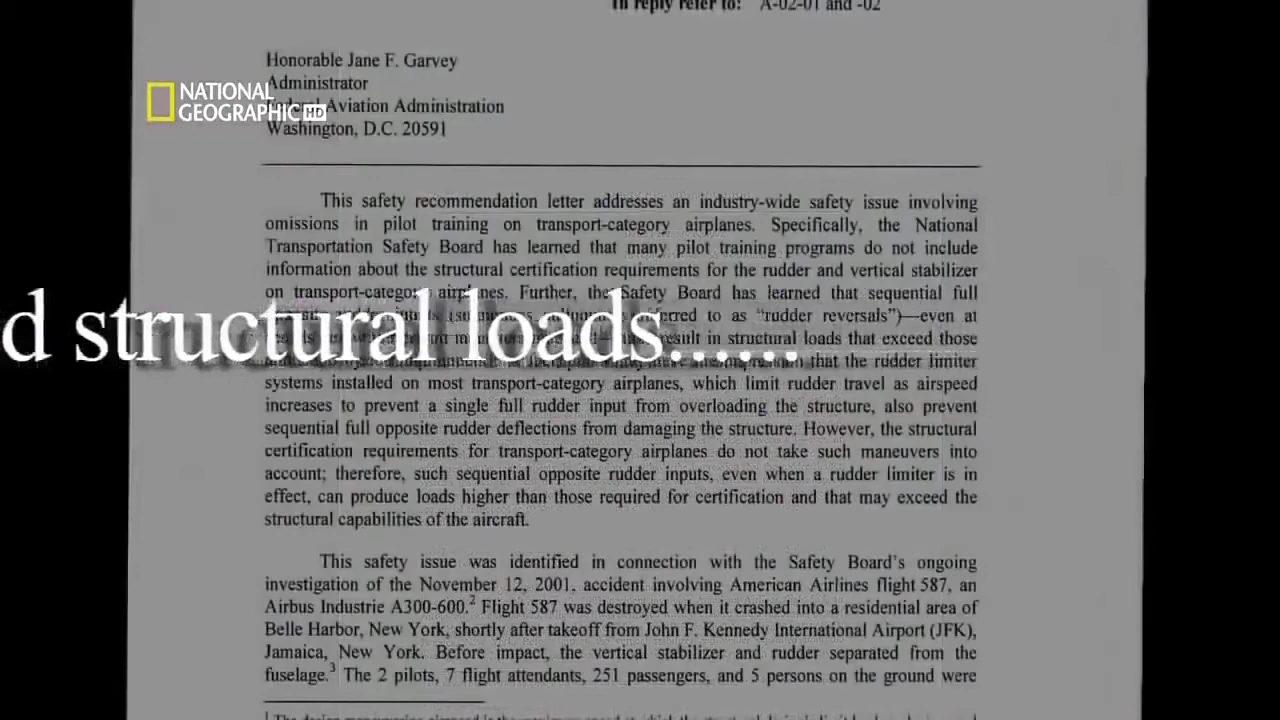 In reply refer to: A-02-01 and -02
Honorable Jane F. Garvey
Administrator
NATIONAL
GEOGRAPHIC HD
Federal Aviation Administration
Washington, D.C. 20591
This safety recommendation letter addresses an industry-wide safety issue involving
omissions in pilot training on transport-category airplanes. Specifically, the National
Transportation Safety Board has learned that many pilot training programs do not include
information about the structural certification requirements for the rudder and vertical stabilizer
on transport-category airplanes. Further, the Safety Board has learned that sequential full
referred to as “rudder reversals”)—even at
d structural loads......
result in structural loads that exceed those
that the rudder limiter
systems installed on most transport-category airplanes, which limit rudder travel as airspeed
increases to prevent a single full rudder input from overloading the structure, also prevent
sequential full opposite rudder deflections from damaging the structure. However, the structural
certification requirements for transport-category airplanes do not take such maneuvers into
account; therefore, such sequential opposite rudder inputs, even when a rudder limiter is in
effect, can produce loads higher than those required for certification and that may exceed the
structural capabilities of the aircraft.
This safety issue was identified in connection with the Safety Board’s ongoing
investigation of the November 12, 2001, accident involving American Airlines flight 587, an
Airbus Industrie A300-600.2 Flight 587 was destroyed when it crashed into a residential area of
Belle Harbor, New York, shortly after takeoff from John F. Kennedy International Airport (JFK),
Jamaica, New York. Before impact, the vertical stabilizer and rudder separated from the
fuselage.3 The 2 pilots, 7 flight attendants, 251 passengers, and 5 persons on the ground were